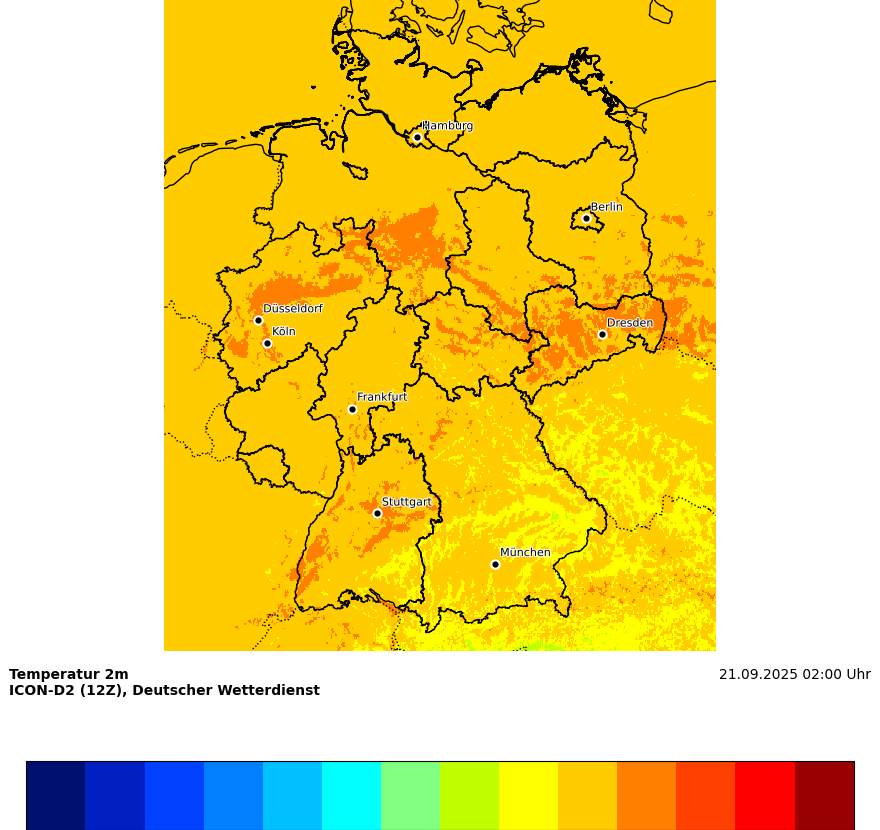 Hamburg
Berlin
Düsseldorf
Köln
Dresden
Frankfurt
Stuttgart
München
Temperatur 2m
21.09.2025 02:00 Uhr
ICON-D2 (12Z), Deutscher Wetterdienst